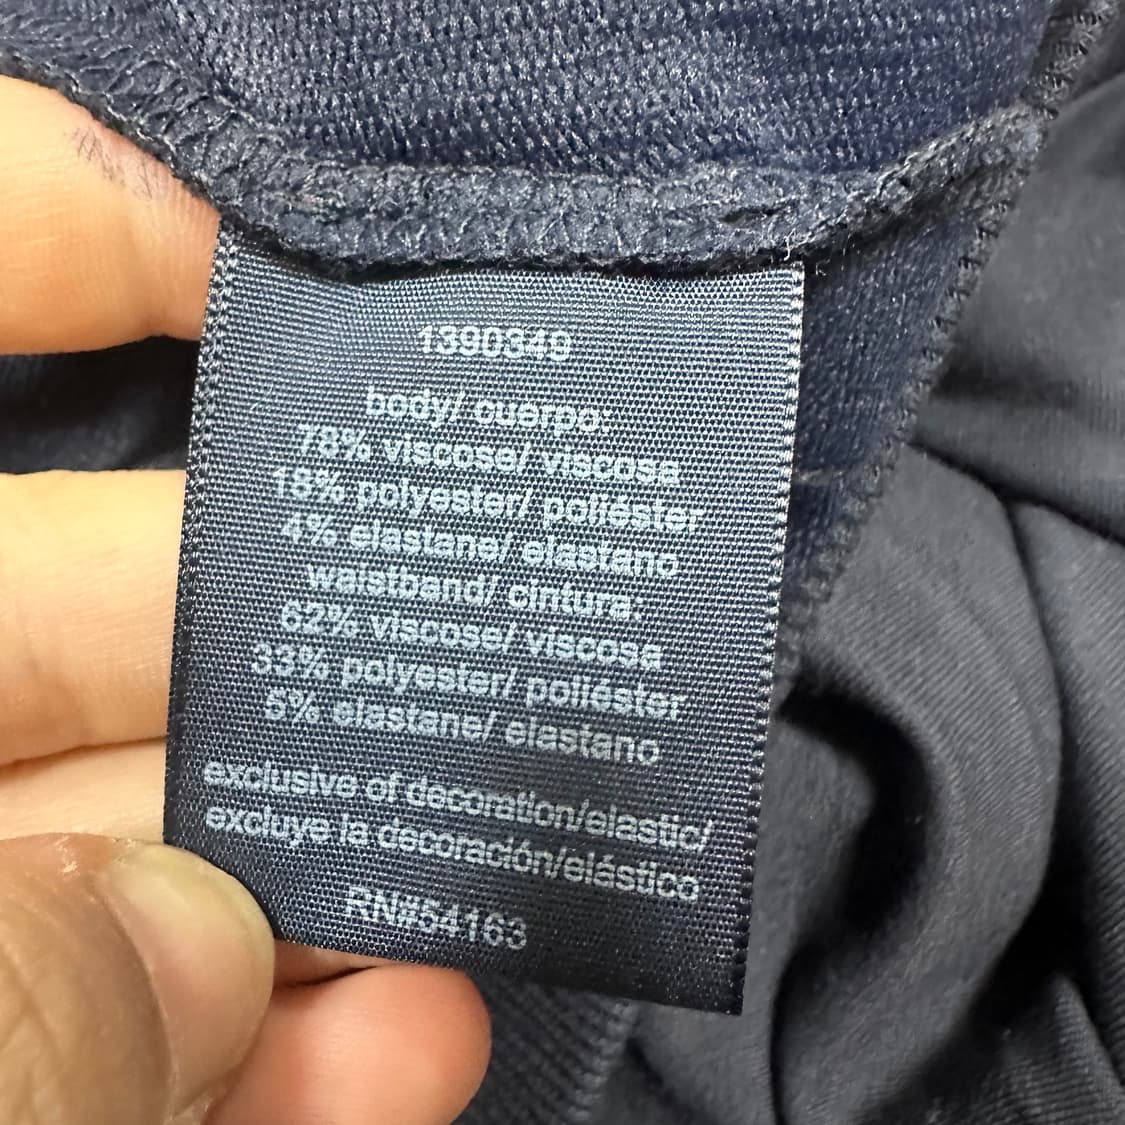 1390349
body/ cuerpo:
78% viscose/ viscosa
18% polyester/ poliéster
4% elastane/ elastano
waistband/ cintura:
62% viscose/ viscosa
33% polyester/ poliéster
5% elastane/ elastano
exclusive of decoration/elastic/
excluye la decoración/elástico
RN#54163